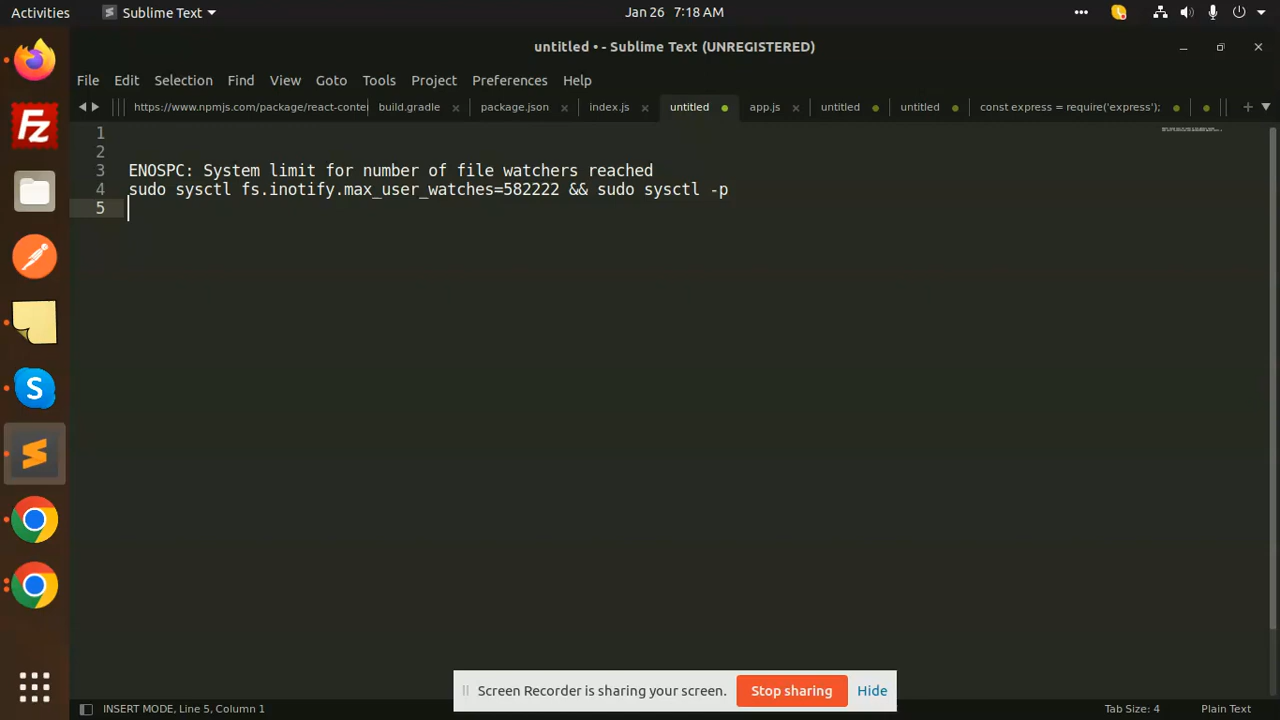 Activities
Sublime Text
Jan 26 7:18 AM
untitled • - Sublime Text (UNREGISTERED)
File Edit Selection Find View Goto Tools Project Preferences Help
https://www.npmjs.com/package/react-conte build.gradle package.json index.js untitled app.js untitled untitled const express = require('express');
1
2
3 ENOSPC: System limit for number of file watchers reached
4 sudo sysctl fs.inotify.max_user_watches=582222 && sudo sysctl -p
5
Screen Recorder is sharing your screen. Stop sharing Hide
INSERT MODE, Line 5, Column 1 Tab Size: 4 Plain Text